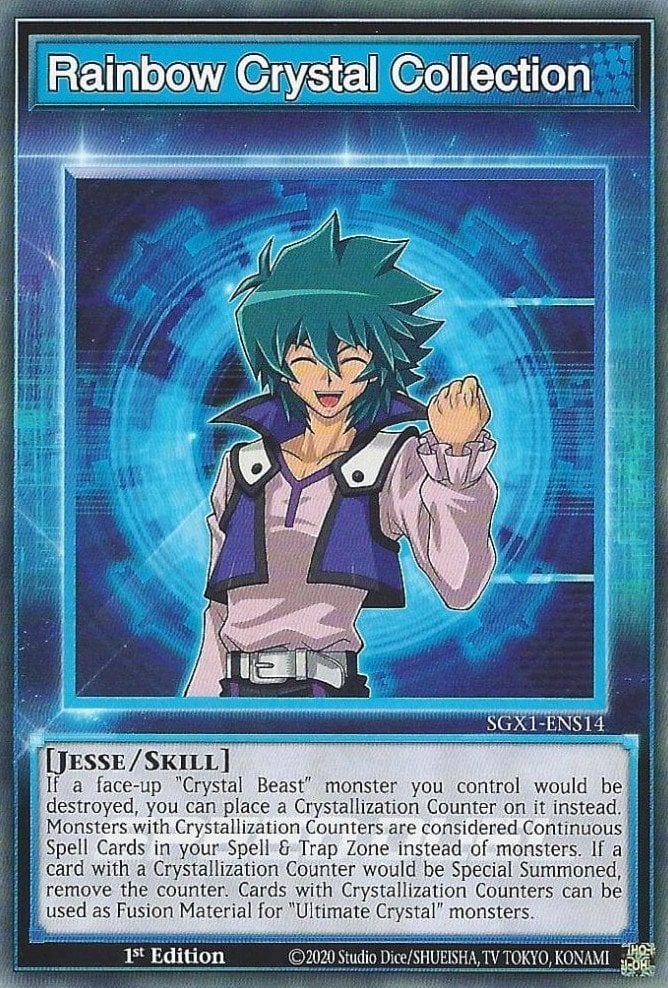 Rainbow Crystal Collection
SGX1-ENS14
[JESSE/SKILL]
If a face-up "Crystal Beast" monster you control would be
destroyed, you can place a Crystallization Counter on it instead.
Monsters with Crystallization Counters are considered Continuous
Spell Cards in your Spell & Trap Zone instead of monsters. If a
card with a Crystallization Counter would be Special Summoned,
remove the counter. Cards with Crystallization Counters can be
used as Fusion Material for "Ultimate Crystal" monsters.
1st Edition
©2020 Studio Dice/SHUEISHA, TV TOKYO, KONAMI